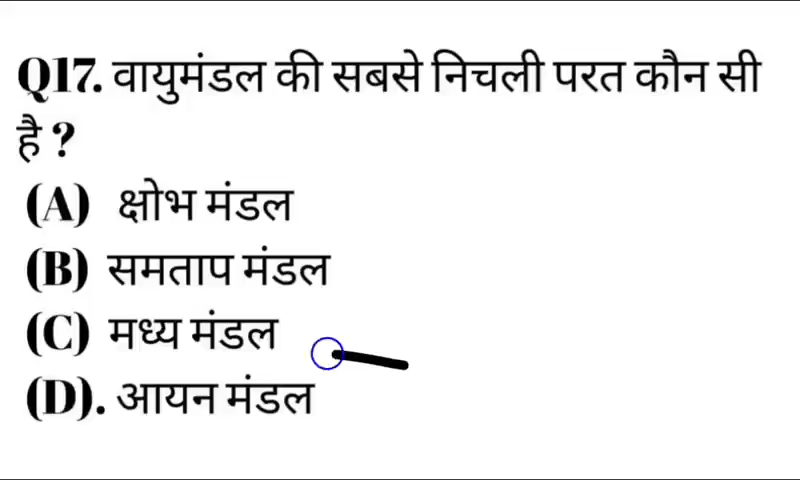 Q17. वायुमंडल की सबसे निचली परत कौन सी
है ?
(A) क्षोभ मंडल
(B) समताप मंडल
(C) मध्य मंडल
(D). आयन मंडल